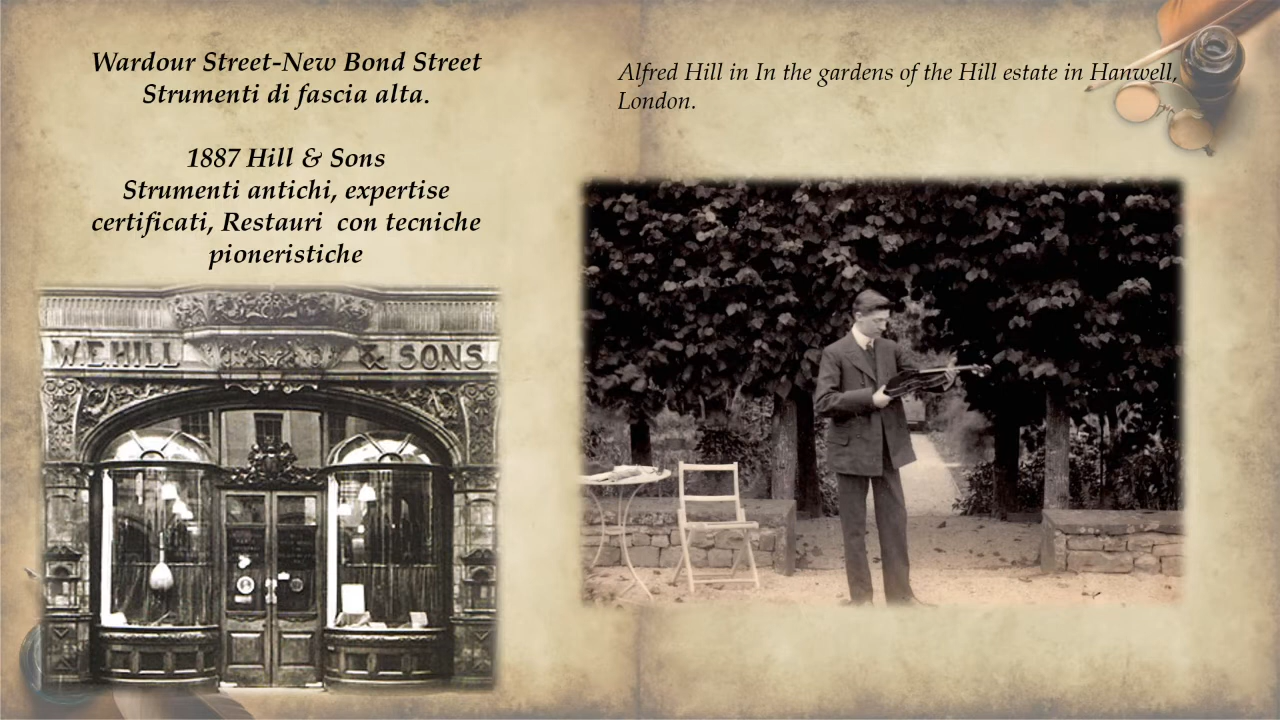 Wardour Street-New Bond Street
Strumenti di fascia alta.
1887 Hill & Sons
Strumenti antichi, expertise
certificati, Restauri  con tecniche
pioneristiche
Alfred Hill in In the gardens of the Hill estate in Hanwell,
London.
W.E.HILL & SONS